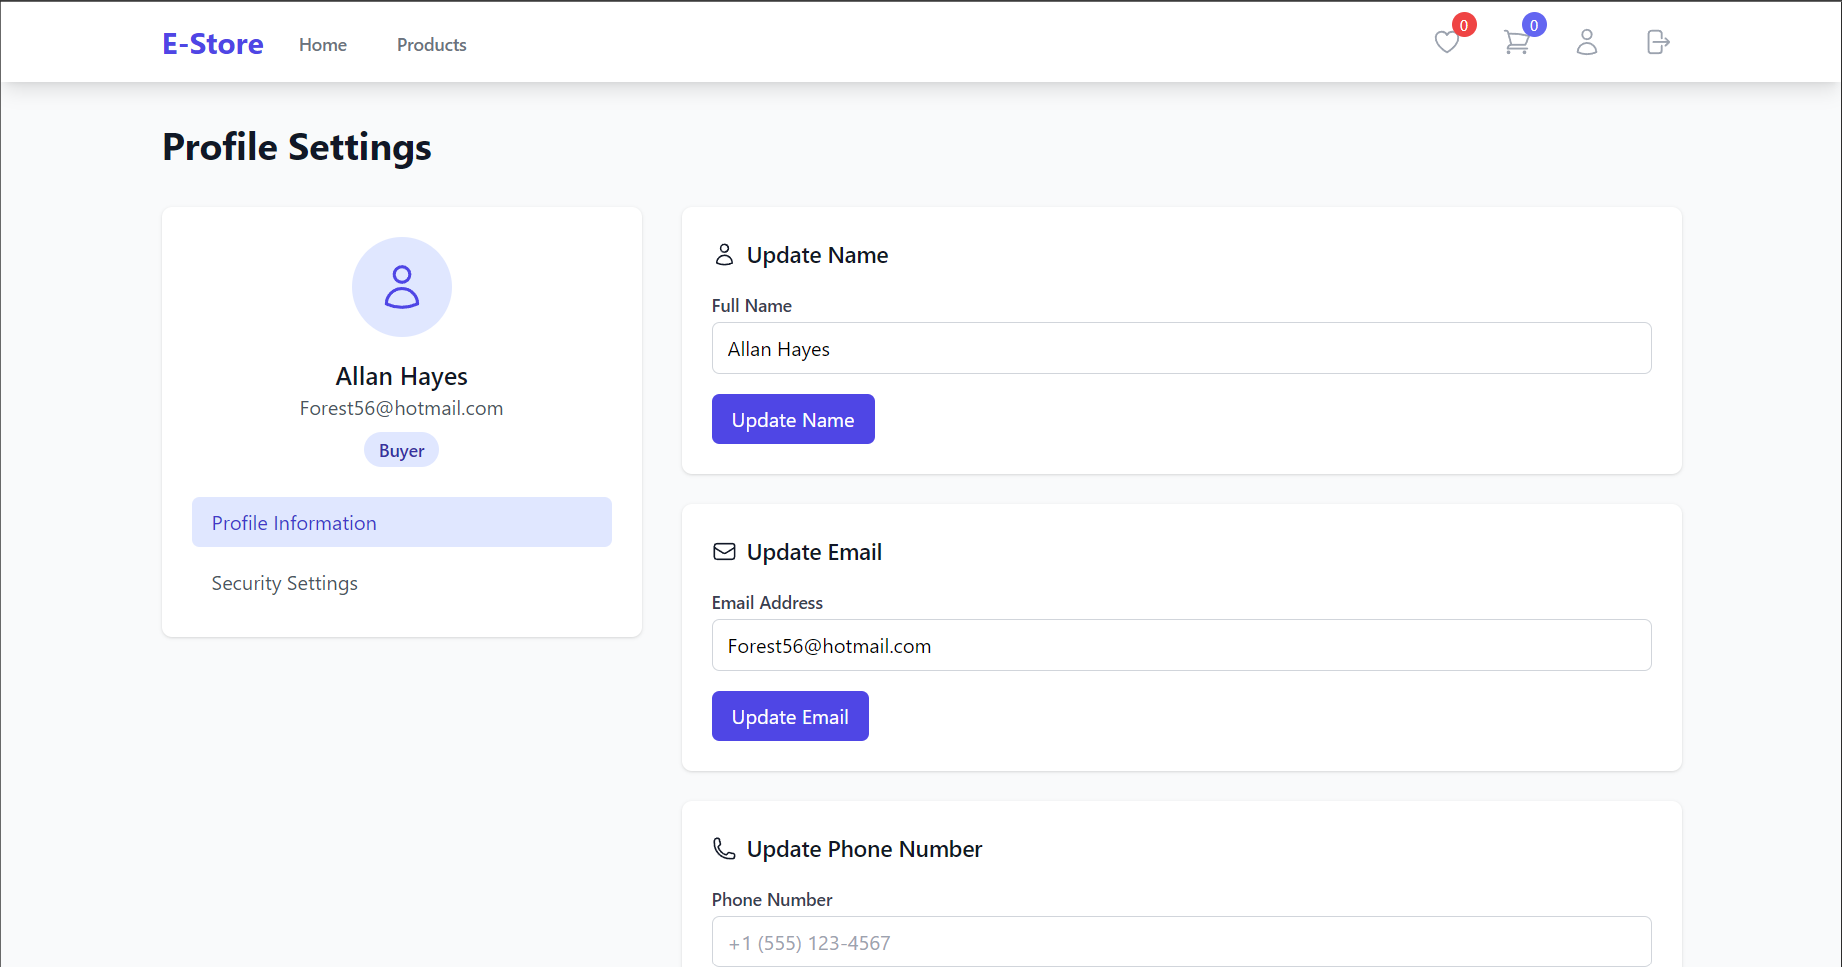 E-Store
Home
Products
0
0
Profile Settings
Allan Hayes
Forest56@hotmail.com
Buyer
Profile Information
Security Settings
Update Name
Full Name
Allan Hayes
Update Name
Update Email
Email Address
Forest56@hotmail.com
Update Email
Update Phone Number
Phone Number
+1 (555) 123-4567